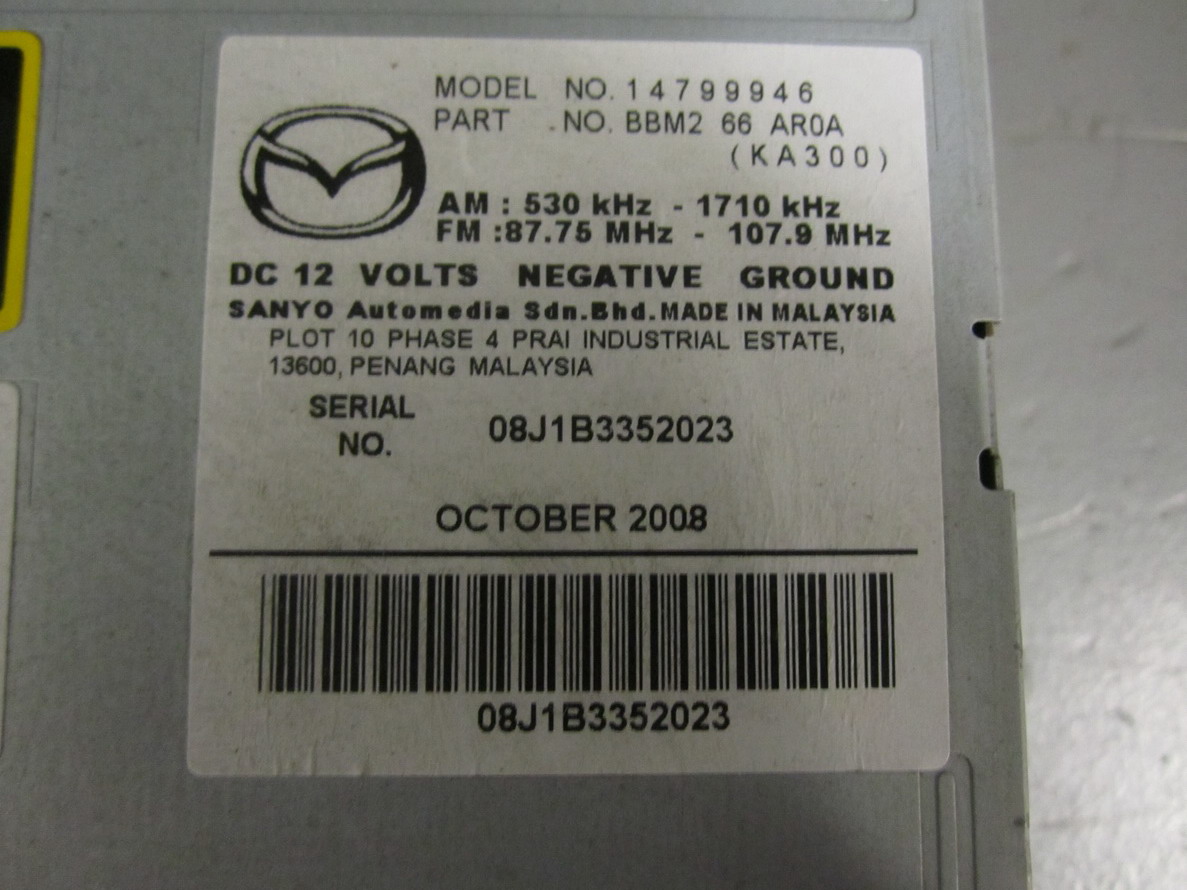 MODEL NO. 14799946
PART NO. BBM2 66 AR0A
(KA300)
AM : 530 kHz - 1710 kHz
FM :87.75 MHz - 107.9 MHz
DC 12 VOLTS NEGATIVE GROUND
SANYO Automedia Sdn.Bhd. MADE IN MALAYSIA
PLOT 10 PHASE 4 PRAI INDUSTRIAL ESTATE,
13600, PENANG MALAYSIA
SERIAL
NO. 08J1B3352023
OCTOBER 2008
08J1B3352023